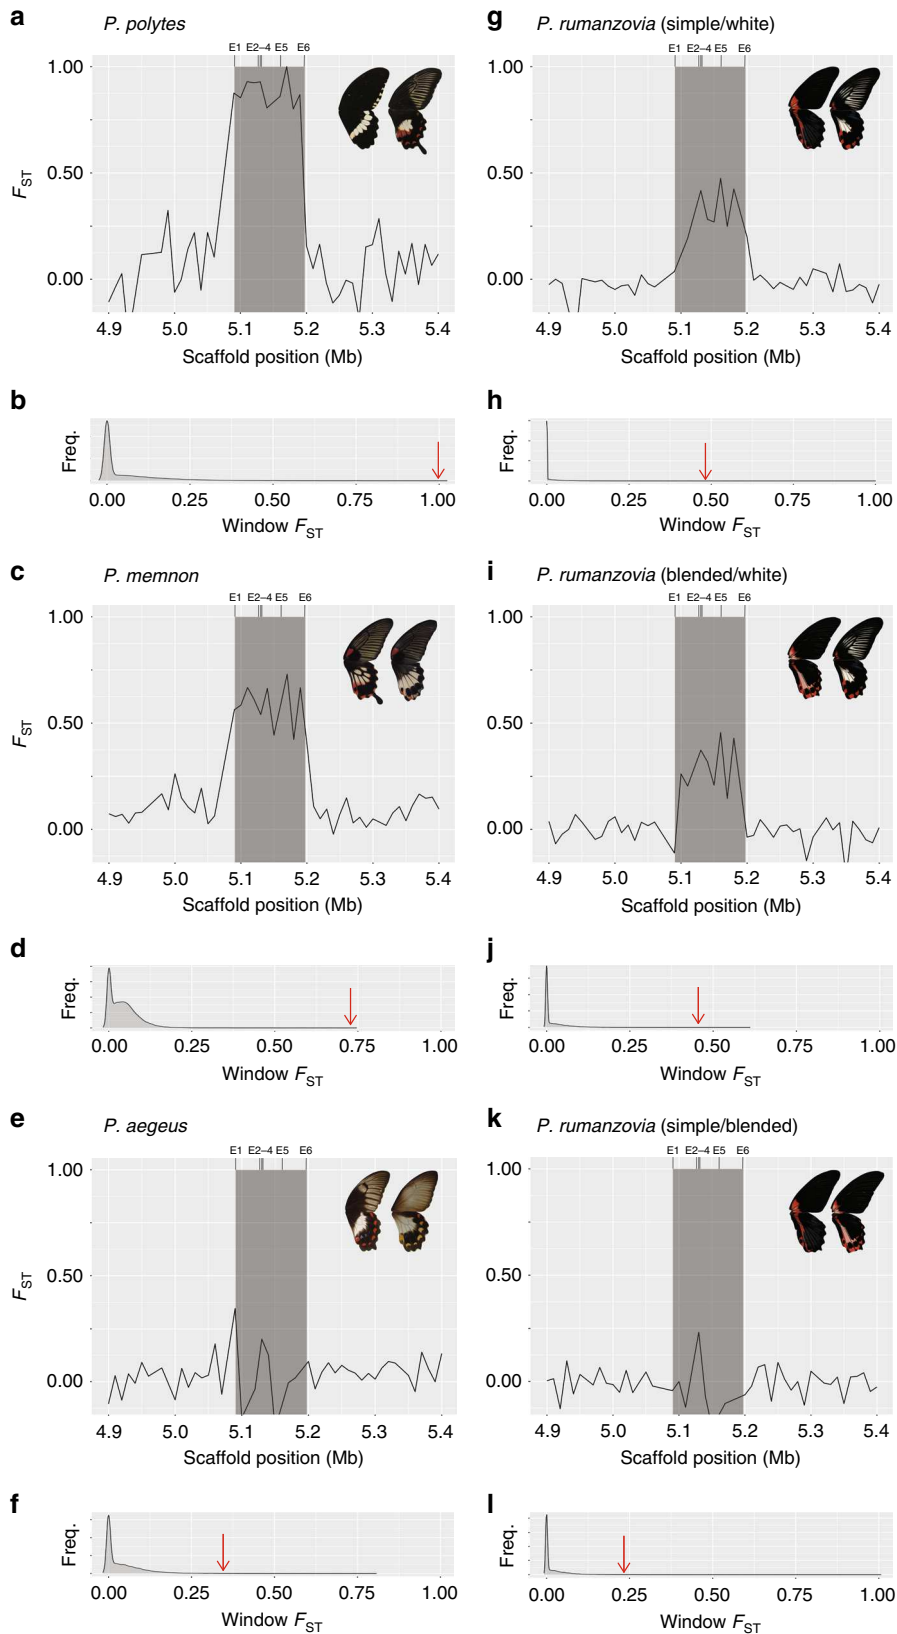 a P. polytes
E1 E2–4 E5 E6
1.00
0.50
0.00
FST
4.9 5.0 5.1 5.2 5.3 5.4
Scaffold position (Mb)
b
Freq.
0.00 0.25 0.50 0.75 1.00
Window FST
c P. memnon
E1 E2–4 E5 E6
1.00
0.50
0.00
FST
4.9 5.0 5.1 5.2 5.3 5.4
Scaffold position (Mb)
d
Freq.
0.00 0.25 0.50 0.75 1.00
Window FST
e P. aegeus
E1 E2–4 E5 E6
1.00
0.50
0.00
FST
4.9 5.0 5.1 5.2 5.3 5.4
Scaffold position (Mb)
f
Freq.
0.00 0.25 0.50 0.75 1.00
Window FST
g P. rumanzovia (simple/white)
E1 E2–4 E5 E6
1.00
0.50
0.00
4.9 5.0 5.1 5.2 5.3 5.4
Scaffold position (Mb)
h
Freq.
0.00 0.25 0.50 0.75 1.00
Window FST
i P. rumanzovia (blended/white)
E1 E2–4 E5 E6
1.00
0.50
0.00
4.9 5.0 5.1 5.2 5.3 5.4
Scaffold position (Mb)
j
Freq.
0.00 0.25 0.50 0.75 1.00
Window FST
k P. rumanzovia (simple/blended)
E1 E2–4 E5 E6
1.00
0.50
0.00
4.9 5.0 5.1 5.2 5.3 5.4
Scaffold position (Mb)
l
Freq.
0.00 0.25 0.50 0.75 1.00
Window FST